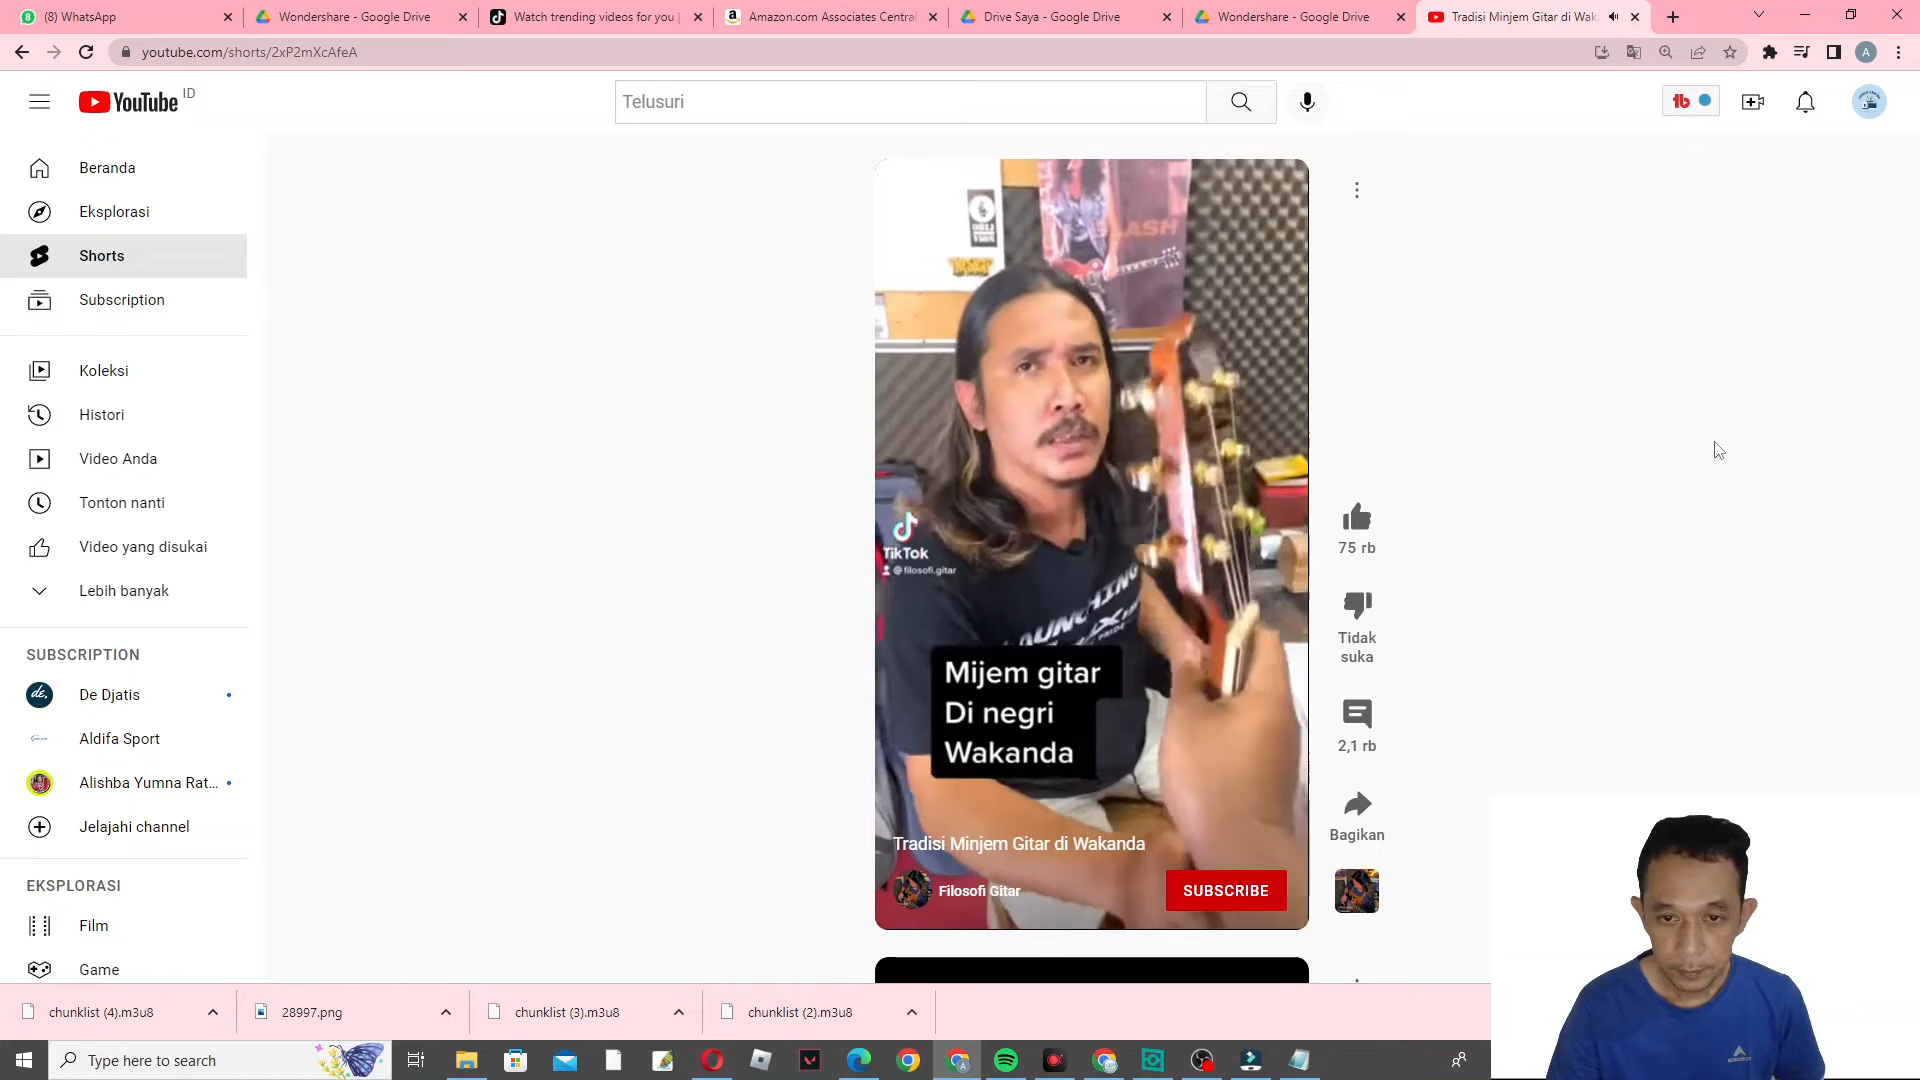 (8) WhatsApp
Wondershare - Google Drive
Watch trending videos for you |
Amazon.com Associates Central
Drive Saya - Google Drive
Wondershare - Google Drive
Tradisi Minjem Gitar di Wak
youtube.com/shorts/2xP2mXcAfeA
A
YouTube ID
Telusuri
tb
Beranda
Eksplorasi
Shorts
Subscription
Koleksi
Histori
Video Anda
Tonton nanti
Video yang disukai
Lebih banyak
SUBSCRIPTION
De Djatis
Aldifa Sport
Alishba Yumna Rat...
Jelajahi channel
EKSPLORASI
Film
Game
SLASH
TikTok
@filosofi.gitar
LAUNCHING
Mijem gitar
Di negri
Wakanda
Tradisi Minjem Gitar di Wakanda
Filosofi Gitar
SUBSCRIBE
75 rb
Tidak
suka
2,1 rb
Bagikan
chunklist (4).m3u8
28997.png
chunklist (3).m3u8
chunklist (2).m3u8
Type here to search